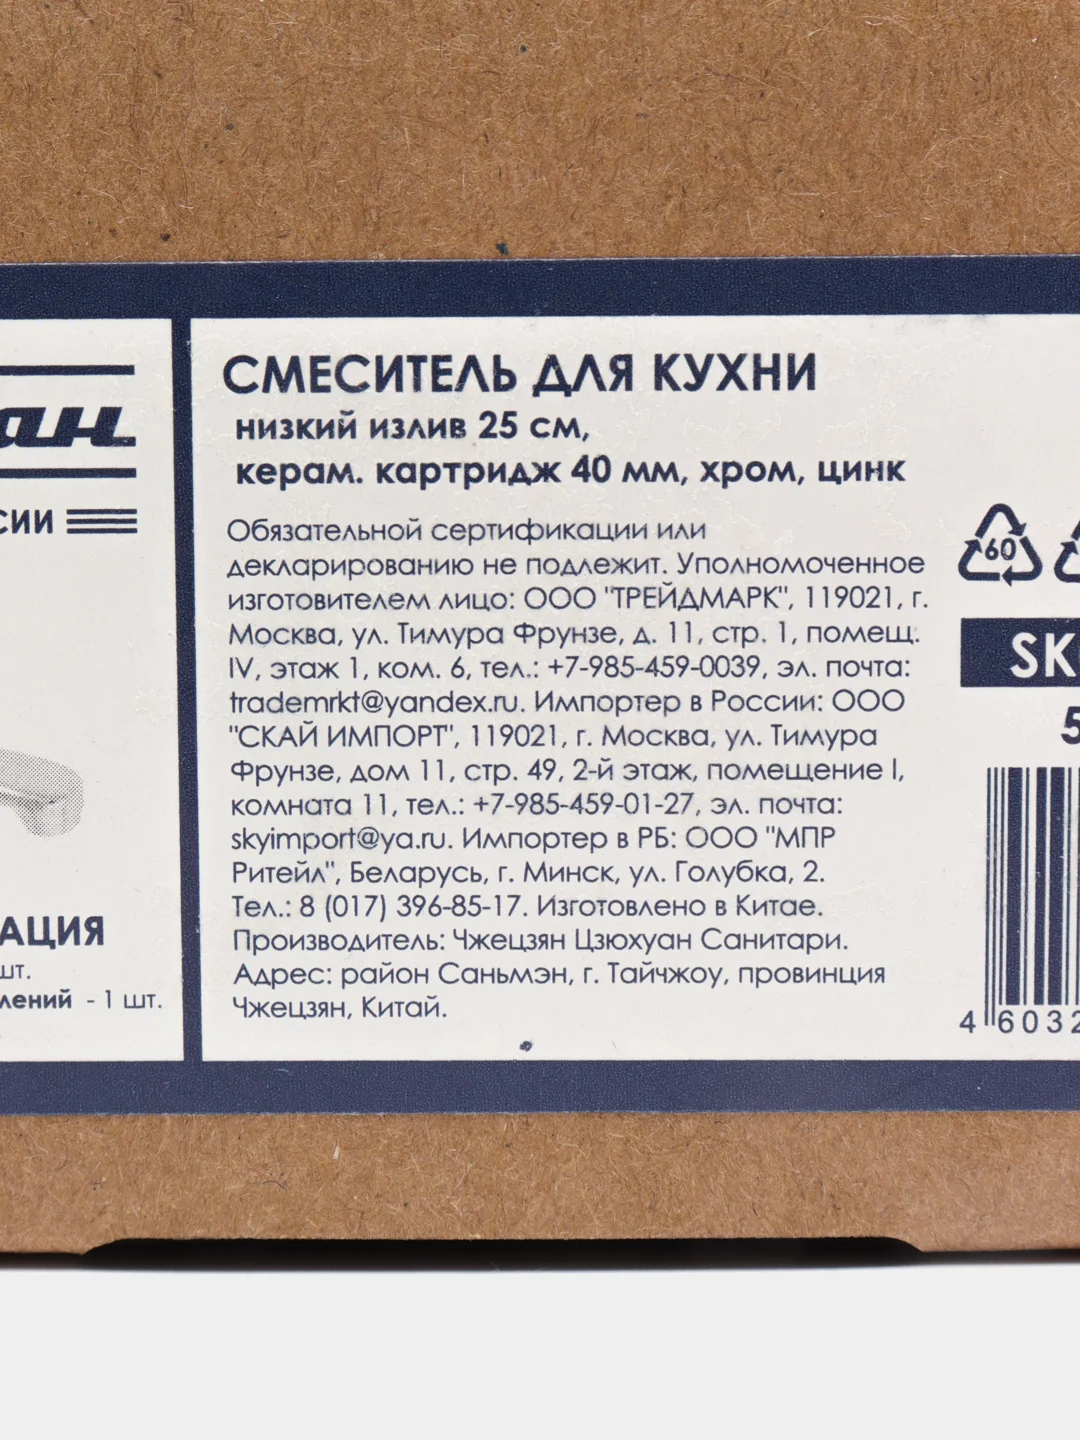 СМЕСИТЕЛЬ ДЛЯ КУХНИ
низкий излив 25 см,
керам. картридж 40 мм, хром, цинк
Обязательной сертификации или
декларированию не подлежит. Уполномоченное
изготовителем лицо: ООО "ТРЕЙДМАРК", 119021, г.
Москва, ул. Тимура Фрунзе, д. 11, стр. 1, помещ.
IV, этаж 1, ком. 6, тел.: +7-985-459-0039, эл. почта:
trademrkt@yandex.ru. Импортер в России: ООО
"СКАЙ ИМПОРТ", 119021, г. Москва, ул. Тимура
Фрунзе, дом 11, стр. 49, 2-й этаж, помещение I,
комната 11, тел.: +7-985-459-01-27, эл. почта:
skyimport@ya.ru. Импортер в РБ: ООО "МПР
Ритейл", Беларусь, г. Минск, ул. Голубка, 2.
Тел.: 8 (017) 396-85-17. Изготовлено в Китае.
Производитель: Чжецзян Цзюхуан Санитари.
Адрес: район Саньмэн, г. Тайчжоу, провинция
Чжецзян, Китай.
ан
сии
АЦИЯ
шт.
лений - 1 шт.
60
SK
5
4 6032